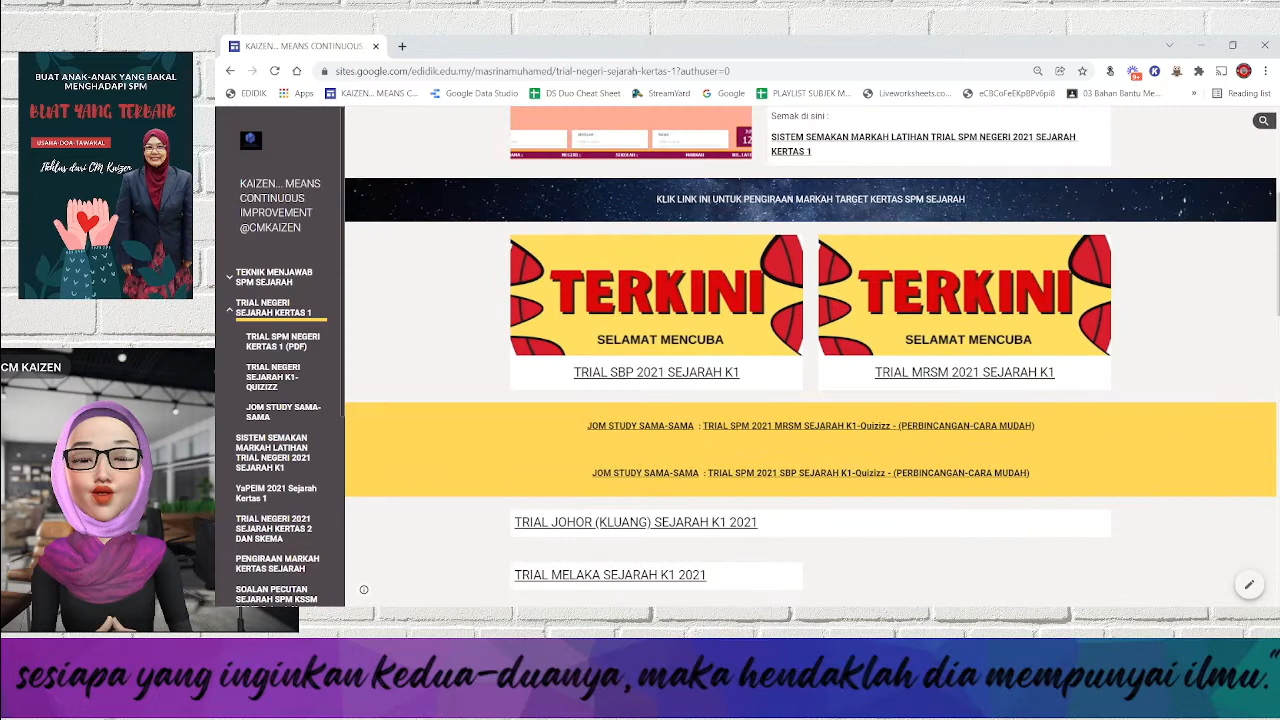 BUAT ANAK-ANAK YANG BAKAL
MENGHADAPI SPM
BUAT YANG TERBAIK
USAHA-DOA-TAWAKAL
Ikhlas dari CM Kaizen
CM KAIZEN
KAIZEN... MEANS CONTINUOUS
sites.google.com/edidik.edu.my/masrinamuhamad/trial-negeri-sejarah-kertas-1?authuser=0
EDIDIK
Apps
KAIZEN... MEANS C...
Google Data Studio
DS Duo Cheat Sheet
StreamYard
Google
PLAYLIST SUBJEK M...
Liveworksheets.co...
eCBCoFeEKpBPV6pi8
03 Bahan Bantu Me...
Reading list
KAIZEN... MEANS
CONTINUOUS
IMPROVEMENT
@CMKAIZEN
TEKNIK MENJAWAB
SPM SEJARAH
TRIAL NEGERI
SEJARAH KERTAS 1
TRIAL SPM NEGERI
KERTAS 1 (PDF)
TRIAL NEGERI
SEJARAH K1-
QUIZIZZ
JOM STUDY SAMA-
SAMA
SISTEM SEMAKAN
MARKAH LATIHAN
TRIAL NEGERI 2021
SEJARAH K1
YaPEIM 2021 Sejarah
Kertas 1
TRIAL NEGERI 2021
SEJARAH KERTAS 2
DAN SKEMA
PENGIRAAN MARKAH
KERTAS SEJARAH
SOALAN PECUTAN
SEJARAH SPM KSSM
Semak di sini :
SISTEM SEMAKAN MARKAH LATIHAN TRIAL SPM NEGERI 2021 SEJARAH
KERTAS 1
NEGERI :
SEKOLAH :
MARKAH
KLIK LINK INI UNTUK PENGIRAAN MARKAH TARGET KERTAS SPM SEJARAH
TERKINI
SELAMAT MENCUBA
TRIAL SBP 2021 SEJARAH K1
TERKINI
SELAMAT MENCUBA
TRIAL MRSM 2021 SEJARAH K1
JOM STUDY SAMA-SAMA : TRIAL SPM 2021 MRSM SEJARAH K1-Quizizz - (PERBINCANGAN-CARA MUDAH)
JOM STUDY SAMA-SAMA : TRIAL SPM 2021 SBP SEJARAH K1-Quizizz - (PERBINCANGAN-CARA MUDAH)
TRIAL JOHOR (KLUANG) SEJARAH K1 2021
TRIAL MELAKA SEJARAH K1 2021
sesiapa yang inginkan kedua-duanya, maka hendaklah dia mempunyai ilmu."